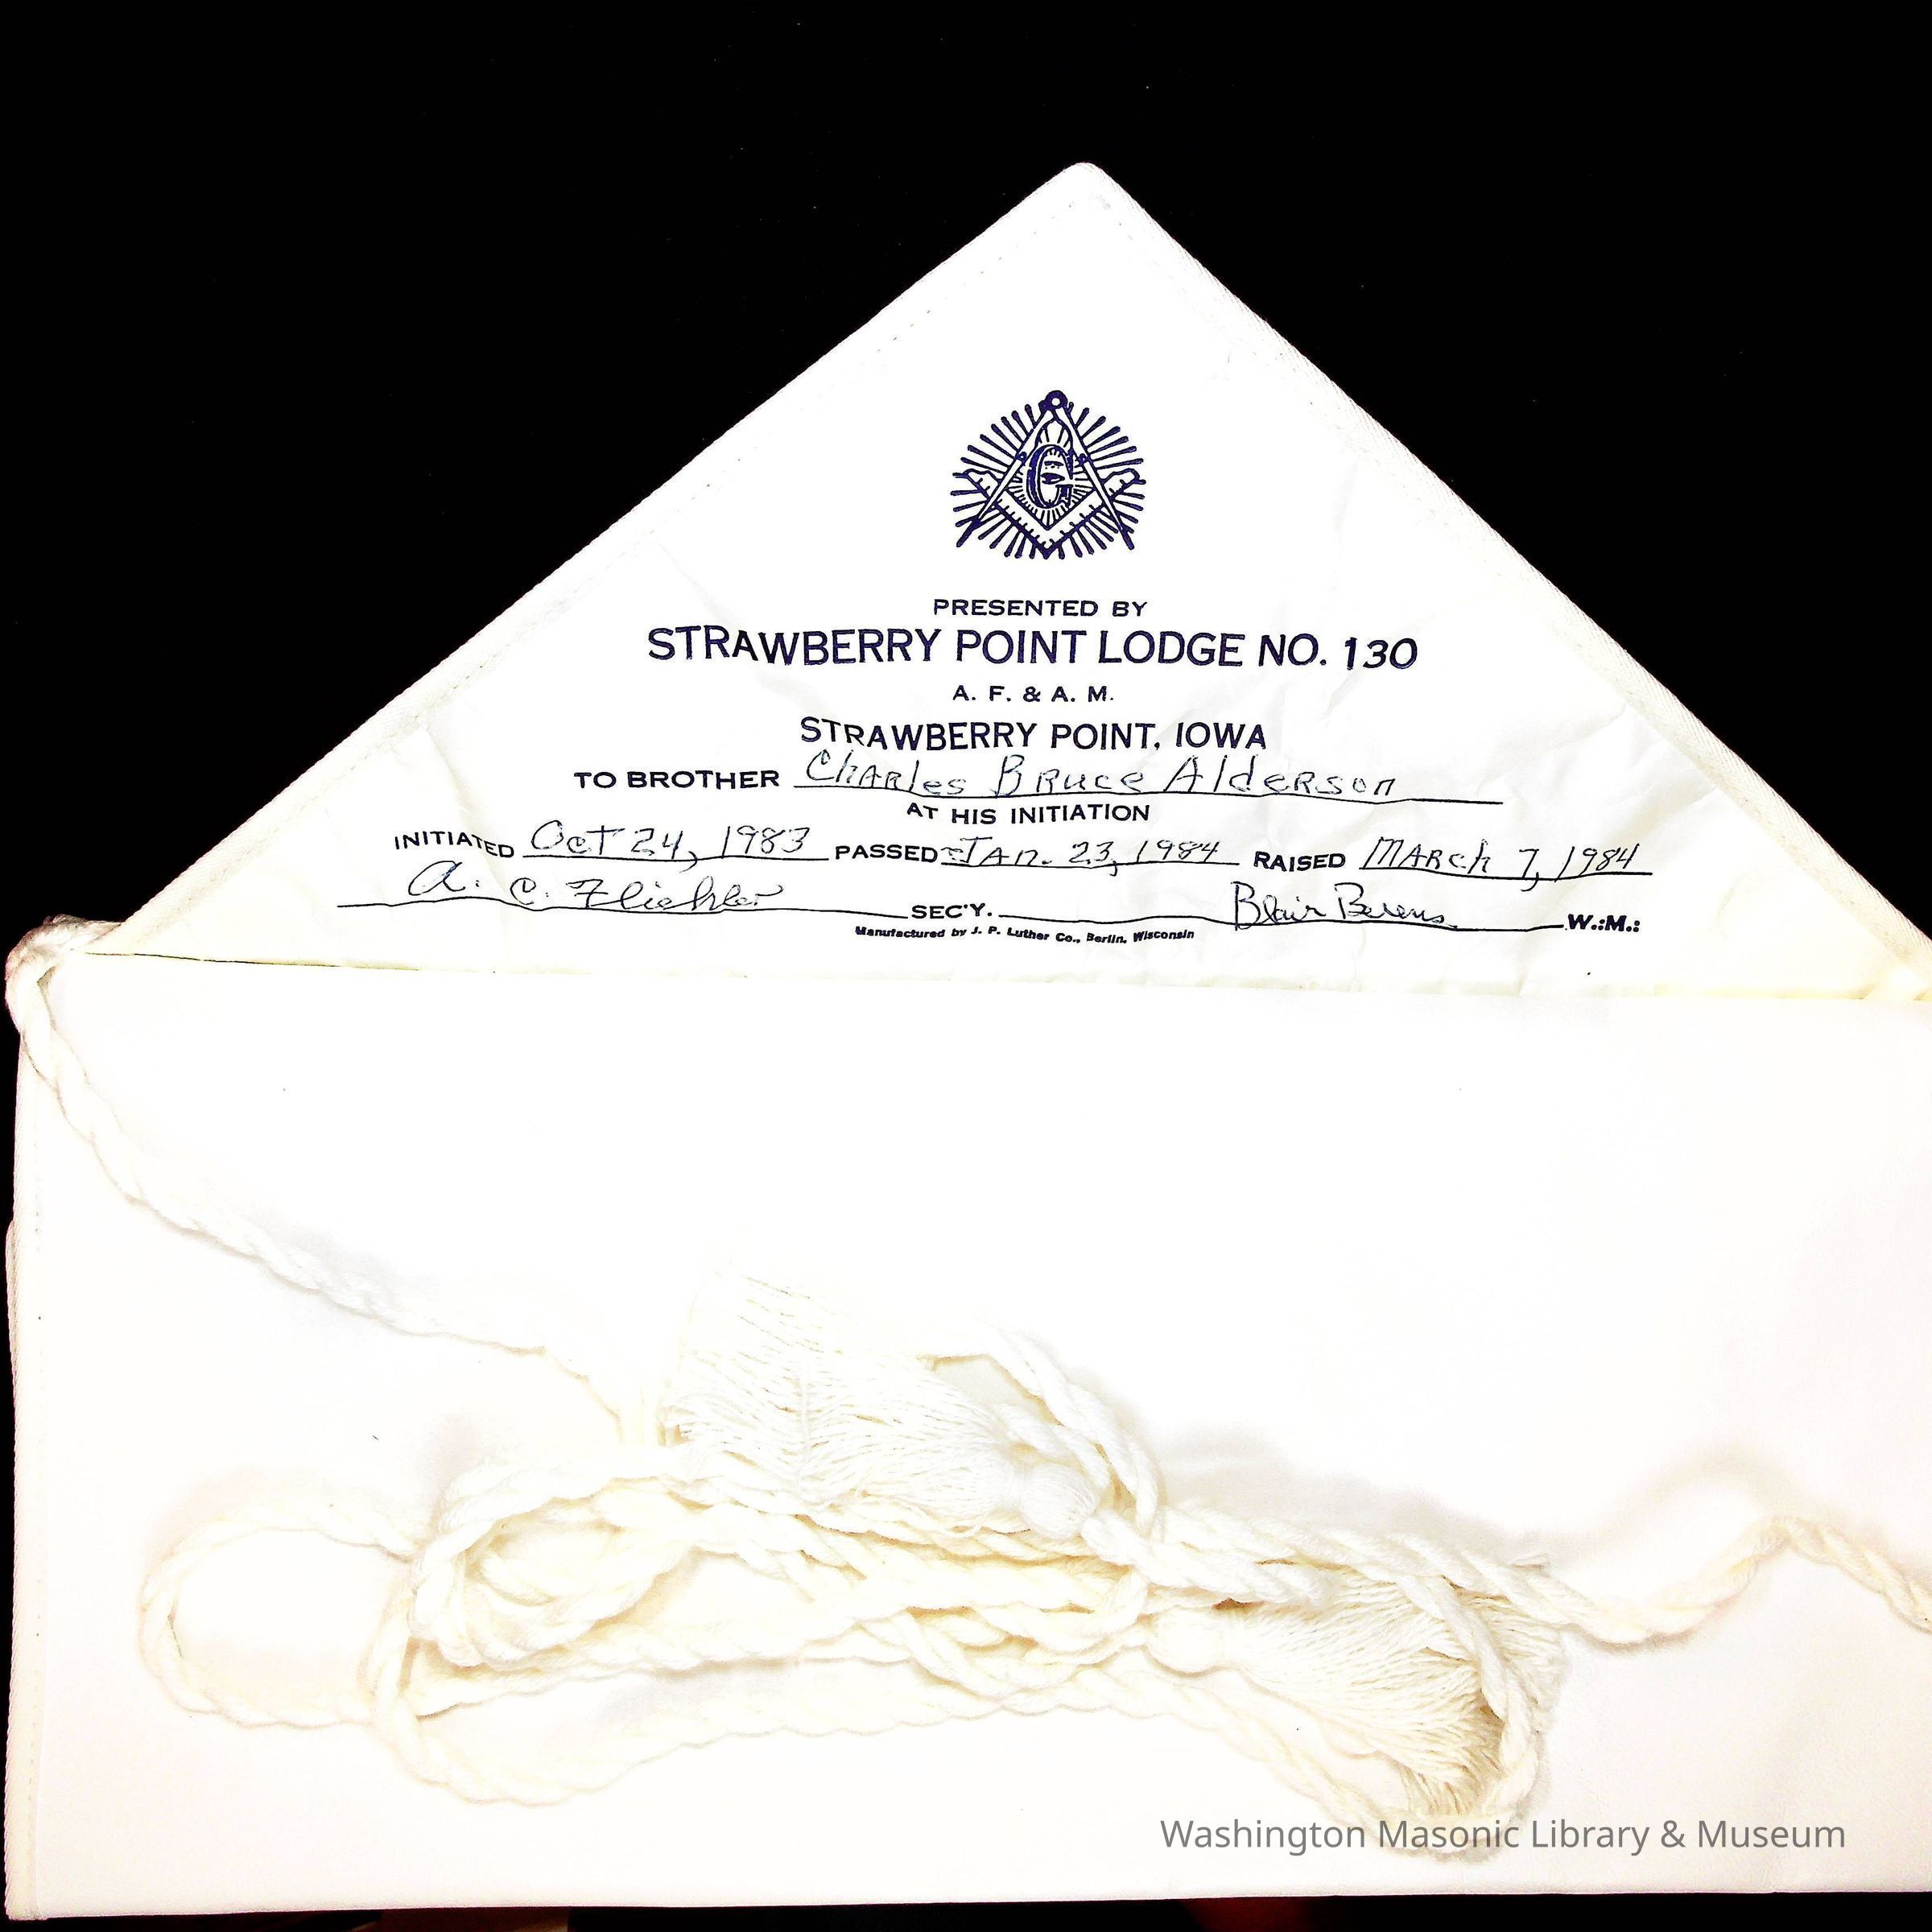 G
PRESENTED BY
STRAWBERRY POINT LODGE NO. 130
A. F. & A. M.
STRAWBERRY POINT, IOWA
TO BROTHER Charles Bruce Alderson
AT HIS INITIATION
INITIATED Oct 24, 1983 PASSED Jan. 23, 1984 RAISED March 7, 1984
A. C. SEC'Y. Blair W.:M.:
Manufactured by J. P. Luther Co., Berlin, Wisconsin
Washington Masonic Library & Museum